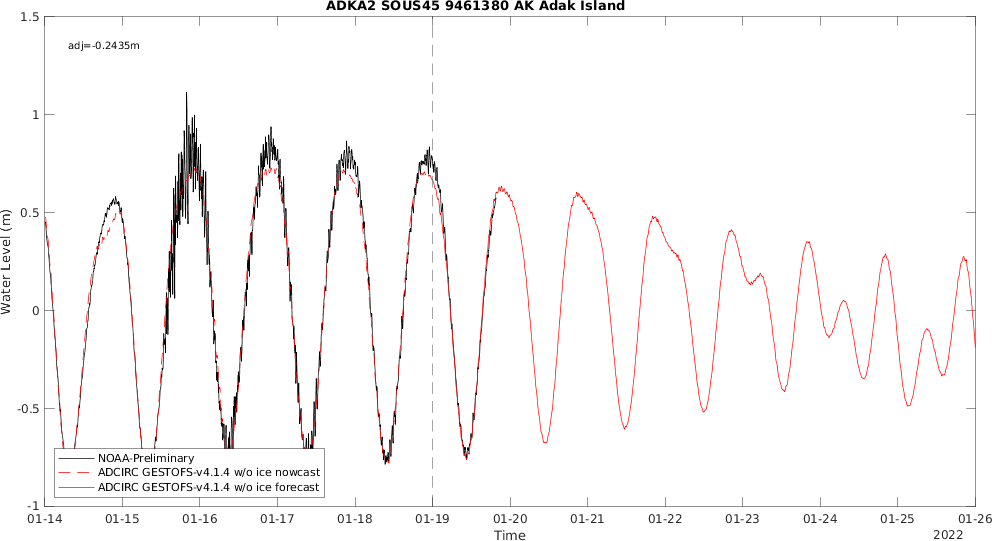 ADKA2 SOUS45 9461380 AK Adak Island
adj=-0.2435m
Water Level (m)
1.5
1
0.5
0
-0.5
-1
NOAA-Preliminary
ADCIRC GESTOFS-v4.1.4 w/o ice nowcast
ADCIRC GESTOFS-v4.1.4 w/o ice forecast
01-14 01-15 01-16 01-17 01-18 01-19 01-20 01-21 01-22 01-23 01-24 01-25 01-26
Time
2022